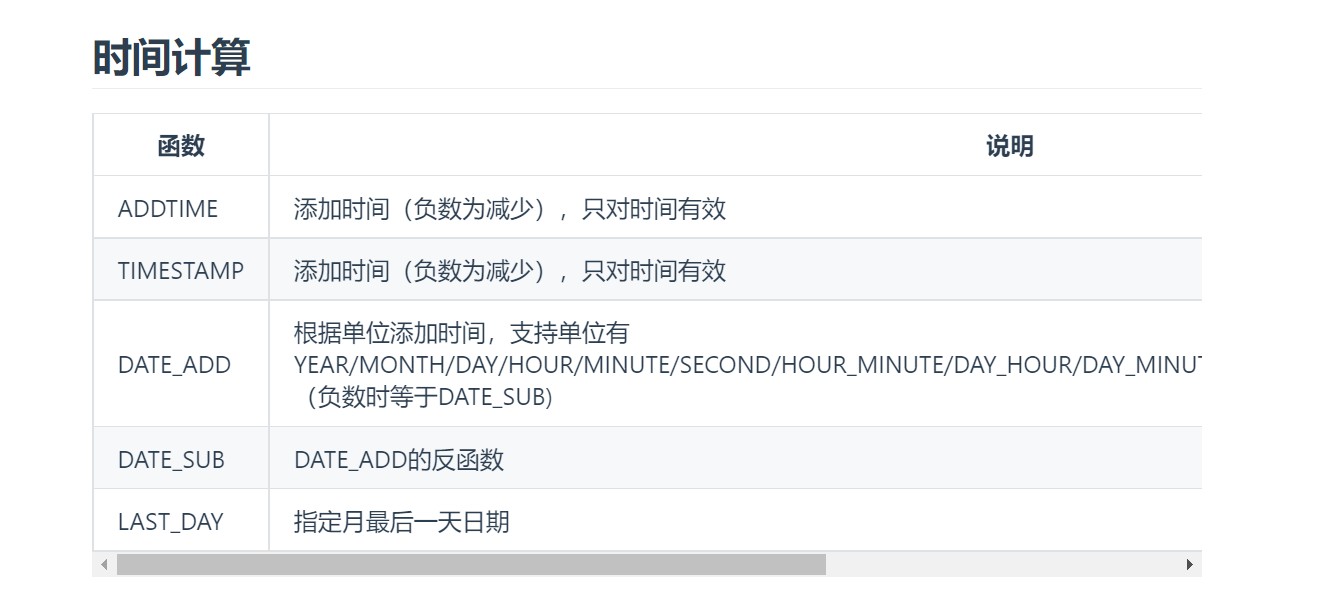 时间计算
函数 说明
ADDTIME 添加时间（负数为减少），只对时间有效
TIMESTAMP 添加时间（负数为减少），只对时间有效
根据单位添加时间，支持单位有
DATE_ADD YEAR/MONTH/DAY/HOUR/MINUTE/SECOND/HOUR_MINUTE/DAY_HOUR/DAY_MINUT
（负数时等于DATE_SUB)
DATE_SUB DATE_ADD的反函数
LAST_DAY 指定月最后一天日期